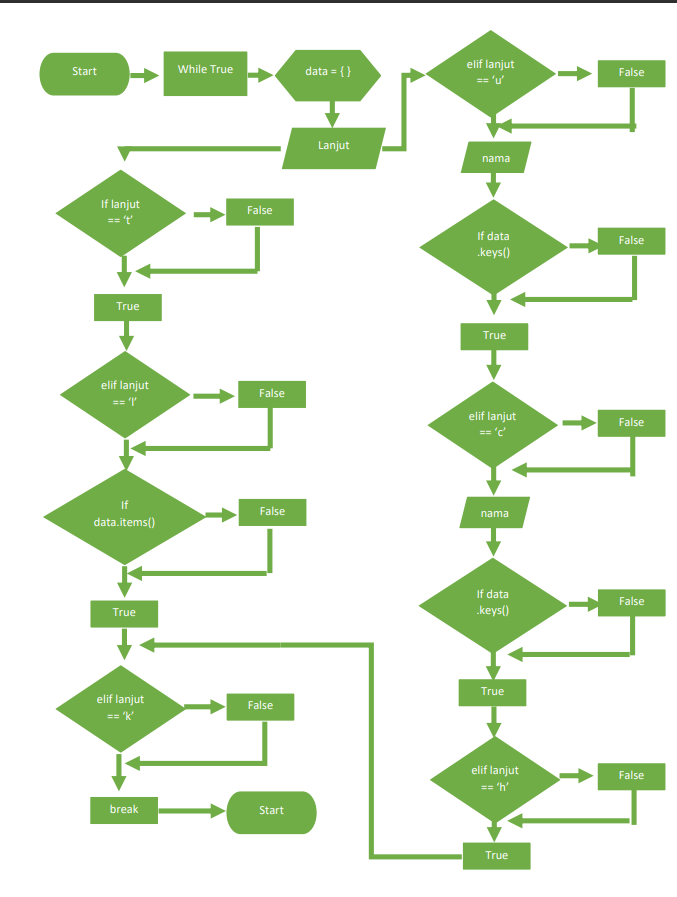 Start
While True
data = { }
Lanjut
If lanjut
== ‘t’
False
True
elif lanjut
== ‘l’
False
If
data.items()
False
True
elif lanjut
== ‘k’
False
break
Start
elif lanjut
== ‘u’
False
nama
If data
.keys()
False
True
elif lanjut
== ‘c’
False
nama
If data
.keys()
False
True
elif lanjut
== ‘h’
False
True